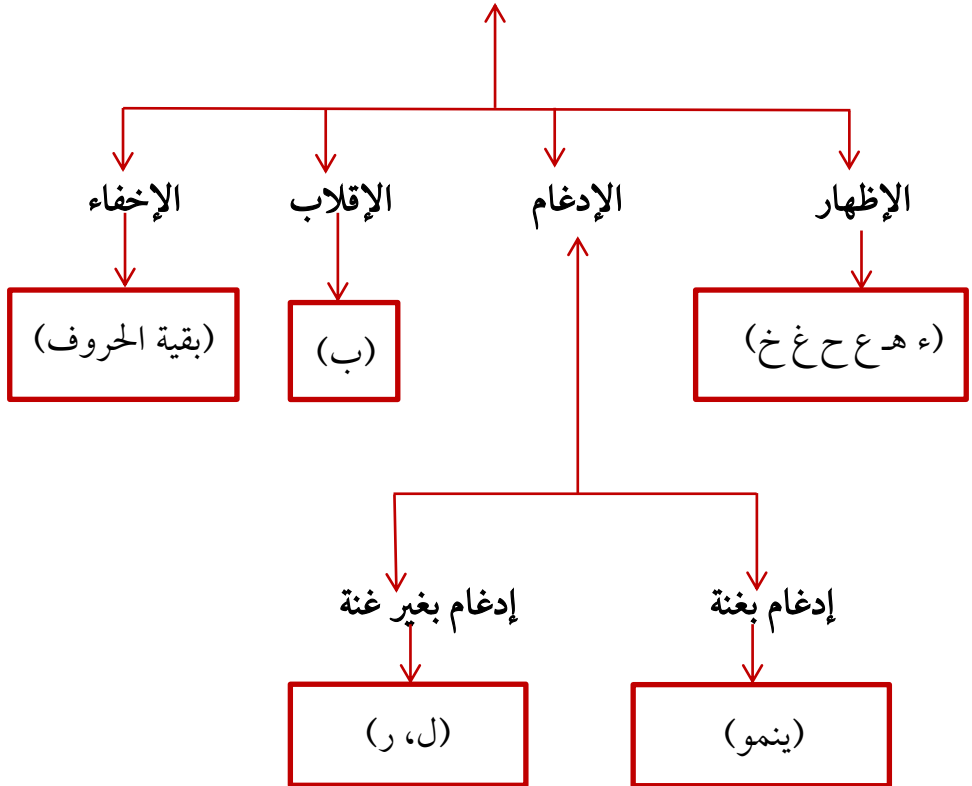 الإظهار
الإدغام
الإقلاب
الإخفاء
(ء هـ ع ح غ خ)
(ب)
(بقية الحروف)
إدغام بغنة
إدغام بغير غنة
(ينمو)
(ل، ر)